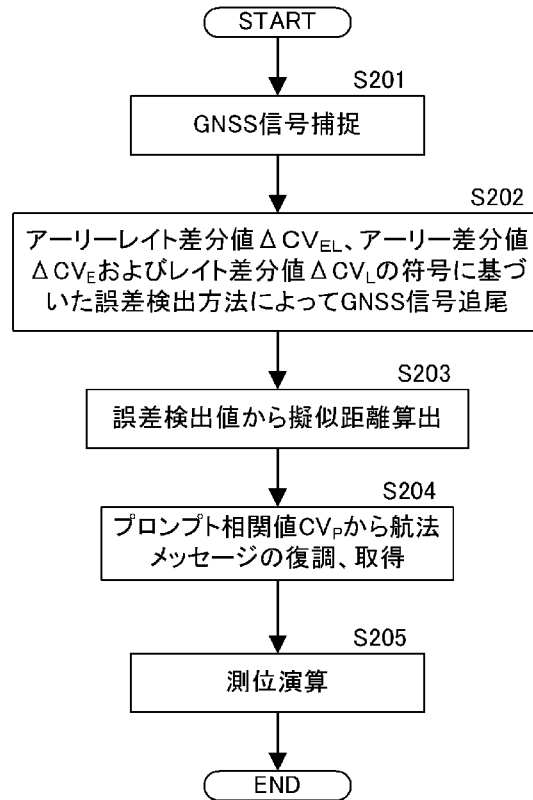 START
S201
GNSS信号捕捉
S202
アーリーレイト差分値ΔCV_EL、アーリー差分値
ΔCV_Eおよびレイト差分値ΔCV_Lの符号に基づ
いた誤差検出方法によってGNSS信号追尾
S203
誤差検出値から擬似距離算出
S204
プロンプト相関値CV_Pから航法
メッセージの復調、取得
S205
測位演算
END